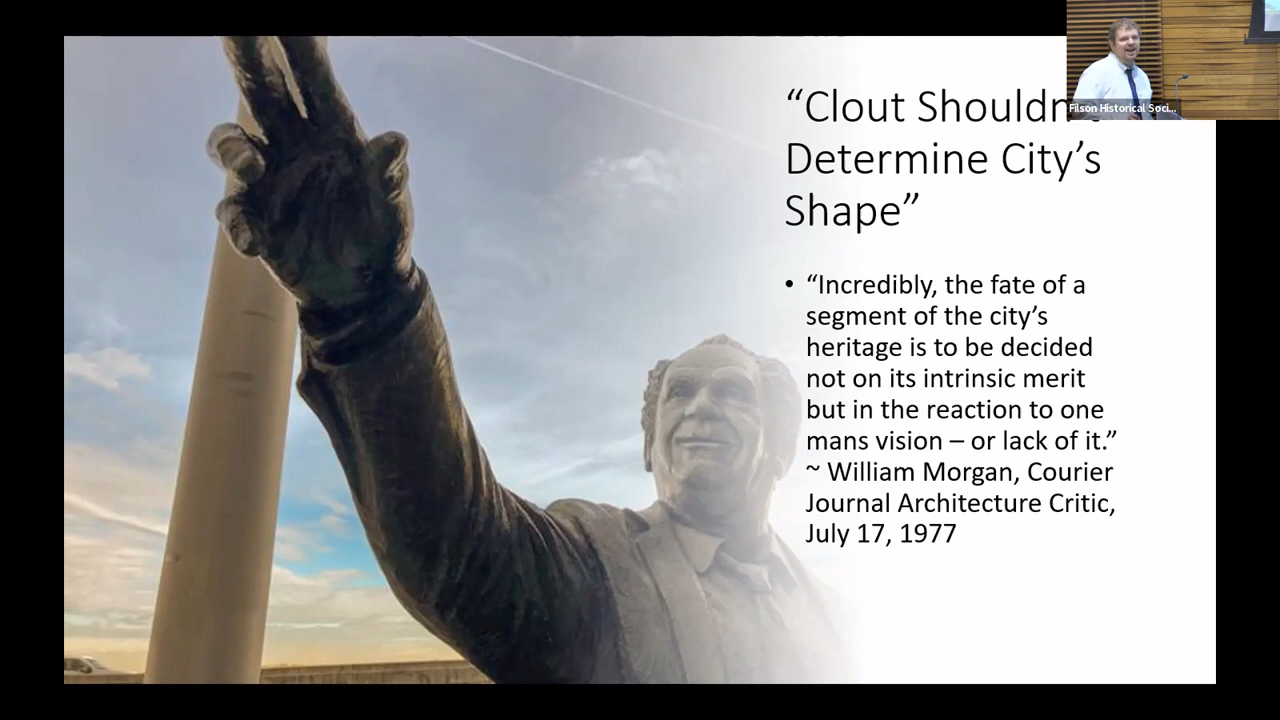 “Clout Shouldn
Determine City’s
Shape”
• “Incredibly, the fate of a
segment of the city’s
heritage is to be decided
not on its intrinsic merit
but in the reaction to one
mans vision – or lack of it.”
~ William Morgan, Courier
Journal Architecture Critic,
July 17, 1977
Filson Historical Soci...